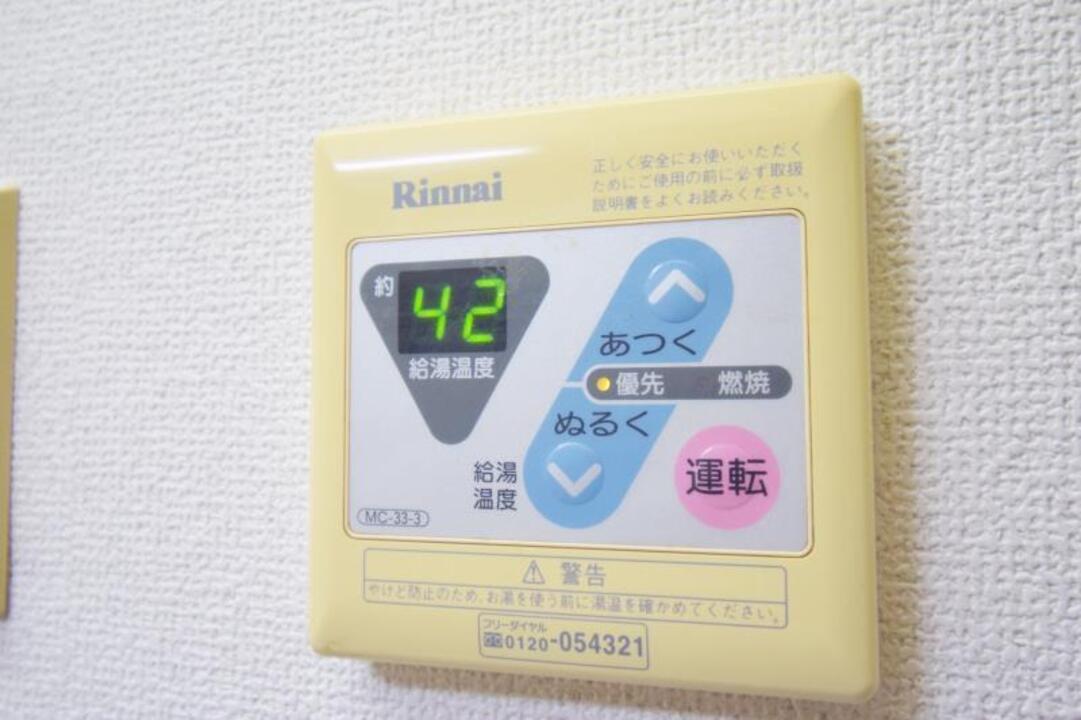 Rinnai
正しく安全にお使いいただく
ためにご使用の前に必ず取扱
説明書をよくお読みください。
約 42
給湯温度
あつく
優先 燃焼
ぬるく
給湯
温度
運転
MC-33-3
⚠ 警告
やけど防止のため、お湯を使う前に湯温を確かめてください。
フリーダイヤル
0120-054321